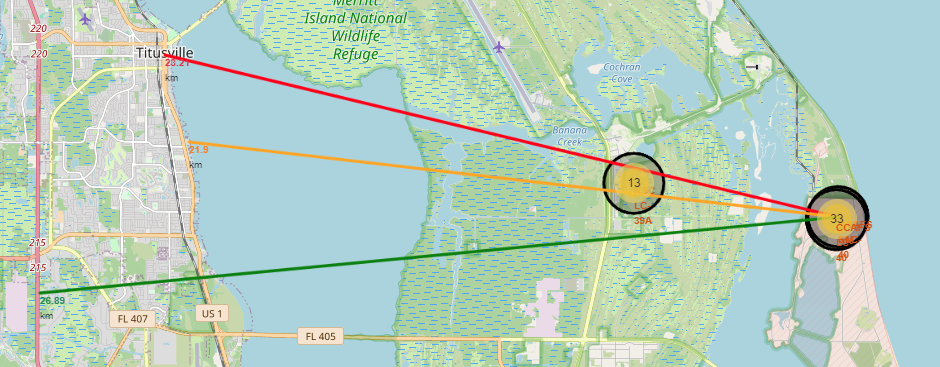 Merritt
Island National
Wildlife
Refuge
220
220
Titusville
23.21
km
Cochran
Cove
Banana
Creek
21.9
km
13
LC
39A
33
215
215
26.89
km
FL 407
US 1
FL 405
40